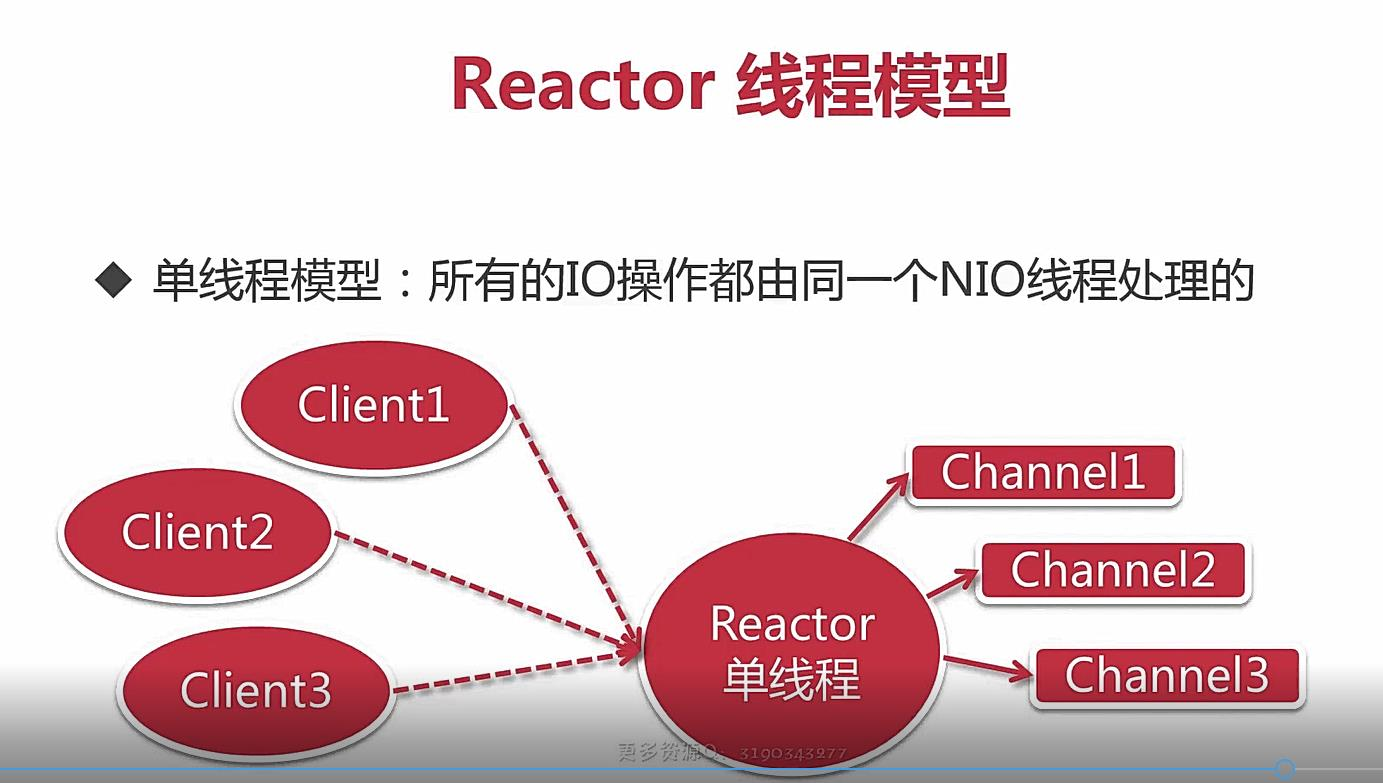 Reactor 线程模型
◆ 单线程模型：所有的IO操作都由同一个NIO线程处理的
Client1
Client2
Client3
Reactor
单线程
Channel1
Channel2
Channel3
更多资源Q：3190343277